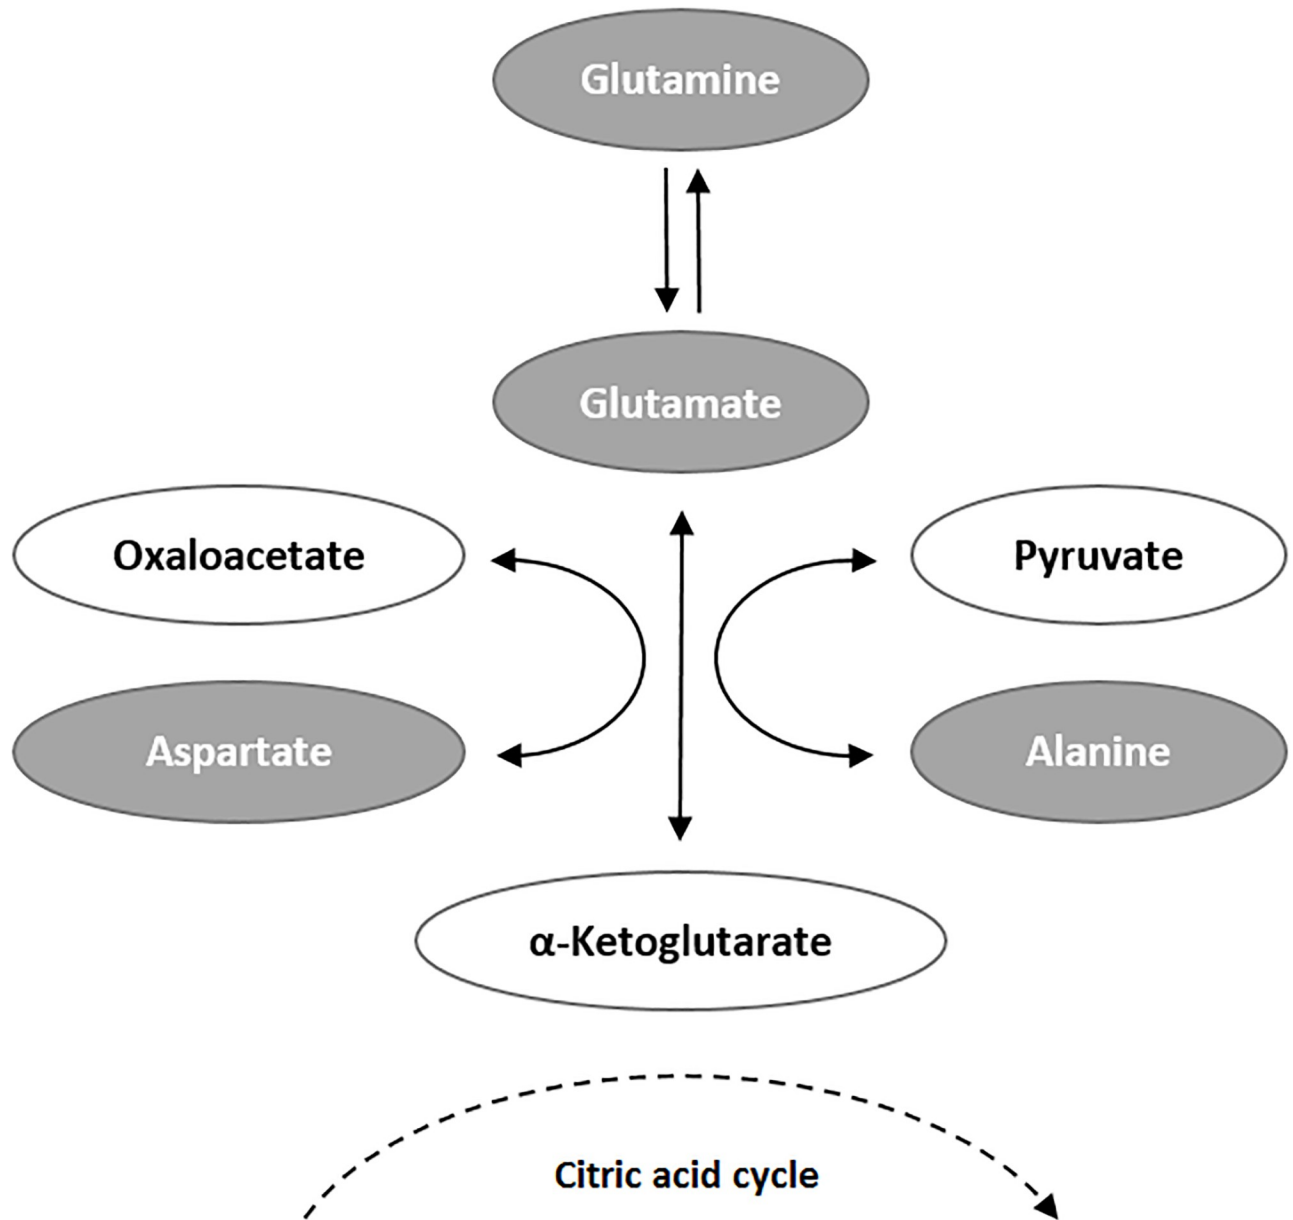 Glutamine
Glutamate
Oxaloacetate
Pyruvate
Aspartate
Alanine
α-Ketoglutarate
Citric acid cycle